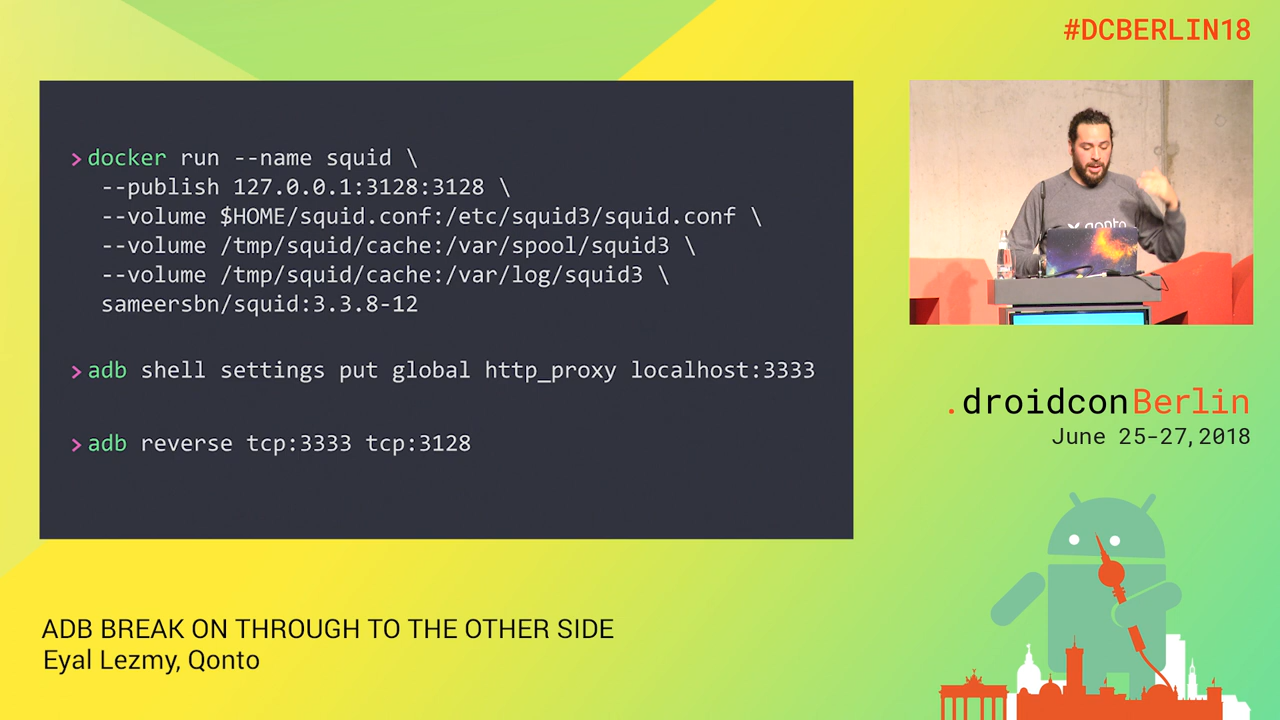 #DCBERLIN18
> docker run --name squid \
--publish 127.0.0.1:3128:3128 \
--volume $HOME/squid.conf:/etc/squid3/squid.conf \
--volume /tmp/squid/cache:/var/spool/squid3 \
--volume /tmp/squid/cache:/var/log/squid3 \
sameersbn/squid:3.3.8-12
> adb shell settings put global http_proxy localhost:3333
> adb reverse tcp:3333 tcp:3128
qonto
.droidconBerlin
June 25-27,2018
ADB BREAK ON THROUGH TO THE OTHER SIDE
Eyal Lezmy, Qonto